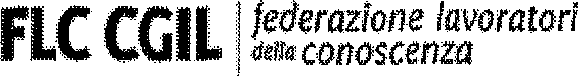 FLC CGIL
federazione lavoratori
della conoscenza